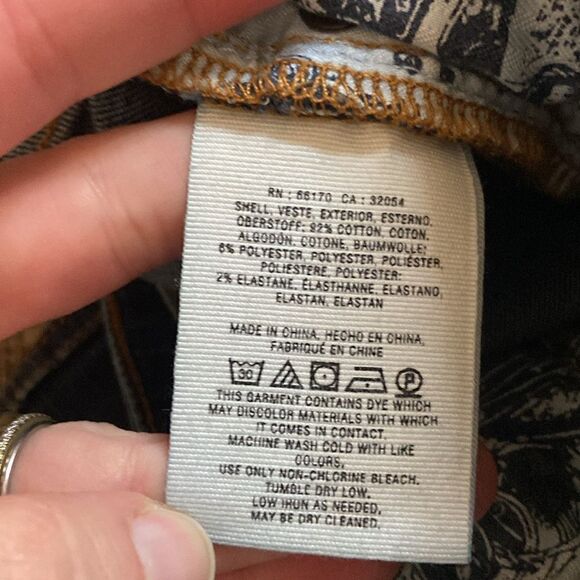 RN : 66170 CA : 32054
SHELL, VESTE, EXTERIOR, ESTERNO,
OBERSTOFF: 92% COTTON, COTON,
ALGODÓN, COTONE, BAUMWOLLE;
6% POLYESTER, POLYESTER, POLIÉSTER,
POLIESTERE, POLYESTER;
2% ELASTANE, ÉLASTHANNE, ELASTANO,
ELASTAN, ELASTAN
MADE IN CHINA, HECHO EN CHINA,
FABRIQUÉ EN CHINE
30 P
THIS GARMENT CONTAINS DYE WHICH
MAY DISCOLOR MATERIALS WITH WHICH
IT COMES IN CONTACT.
MACHINE WASH COLD WITH LIKE
COLORS.
USE ONLY NON-CHLORINE BLEACH.
TUMBLE DRY LOW.
LOW IRON AS NEEDED.
MAY BE DRY CLEANED.